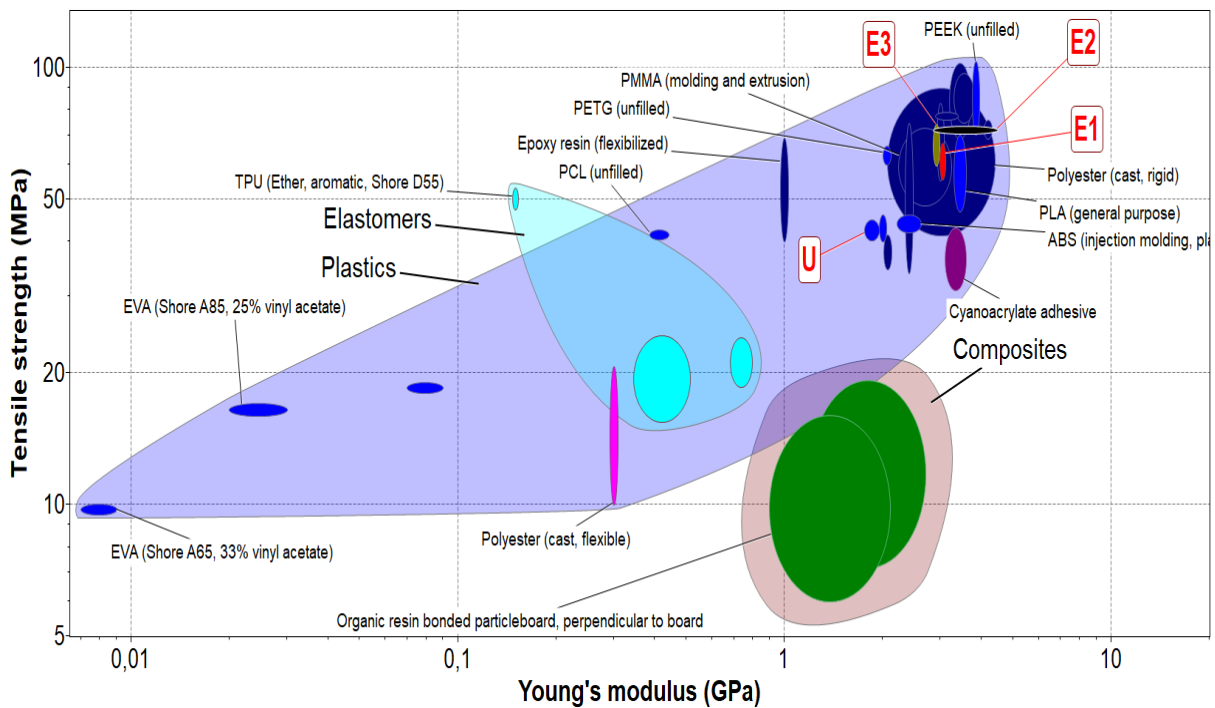 PEEK (unfilled)
E3
E2
100
PMMA (molding and extrusion)
PETG (unfilled)
E1
Epoxy resin (flexibilized)
PCL (unfilled)
TPU (Ether, aromatic, Shore D55)
Polyester (cast, rigid)
50
Elastomers
PLA (general purpose)
ABS (injection molding, pla
U
Plastics
EVA (Shore A85, 25% vinyl acetate)
Cyanoacrylate adhesive
Composites
20
10
Polyester (cast, flexible)
EVA (Shore A65, 33% vinyl acetate)
Organic resin bonded particleboard, perpendicular to board
5
Tensile strength (MPa)
0,01
0,1
1
10
Young's modulus (GPa)